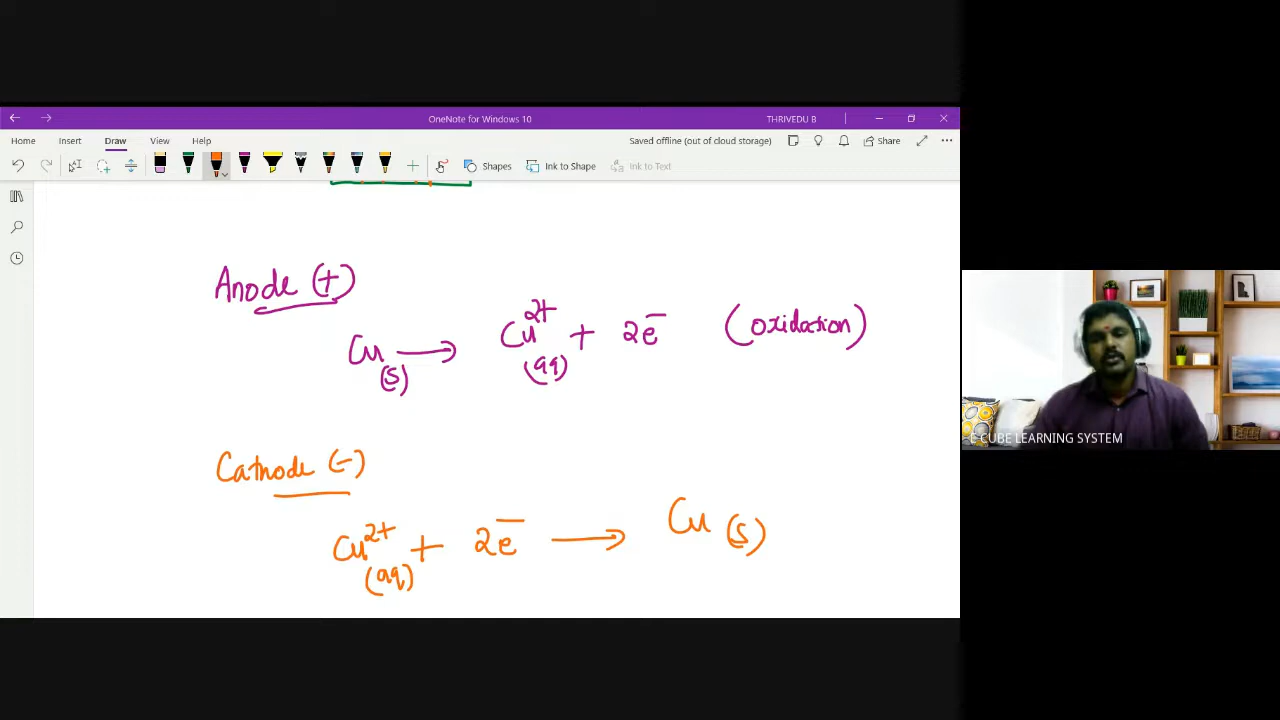 OneNote for Windows 10
THRIVEDU B
Home Insert Draw View Help
Saved offline (out of cloud storage)
Share
Shapes
Ink to Shape
Ink to Text
Anode (+)
Cu(s) ⟶ Cu²⁺(aq) + 2e⁻ (oxidation)
Cathode (-)
Cu²⁺(aq) + 2e⁻ ⟶ Cu (s)
E CUBE LEARNING SYSTEM